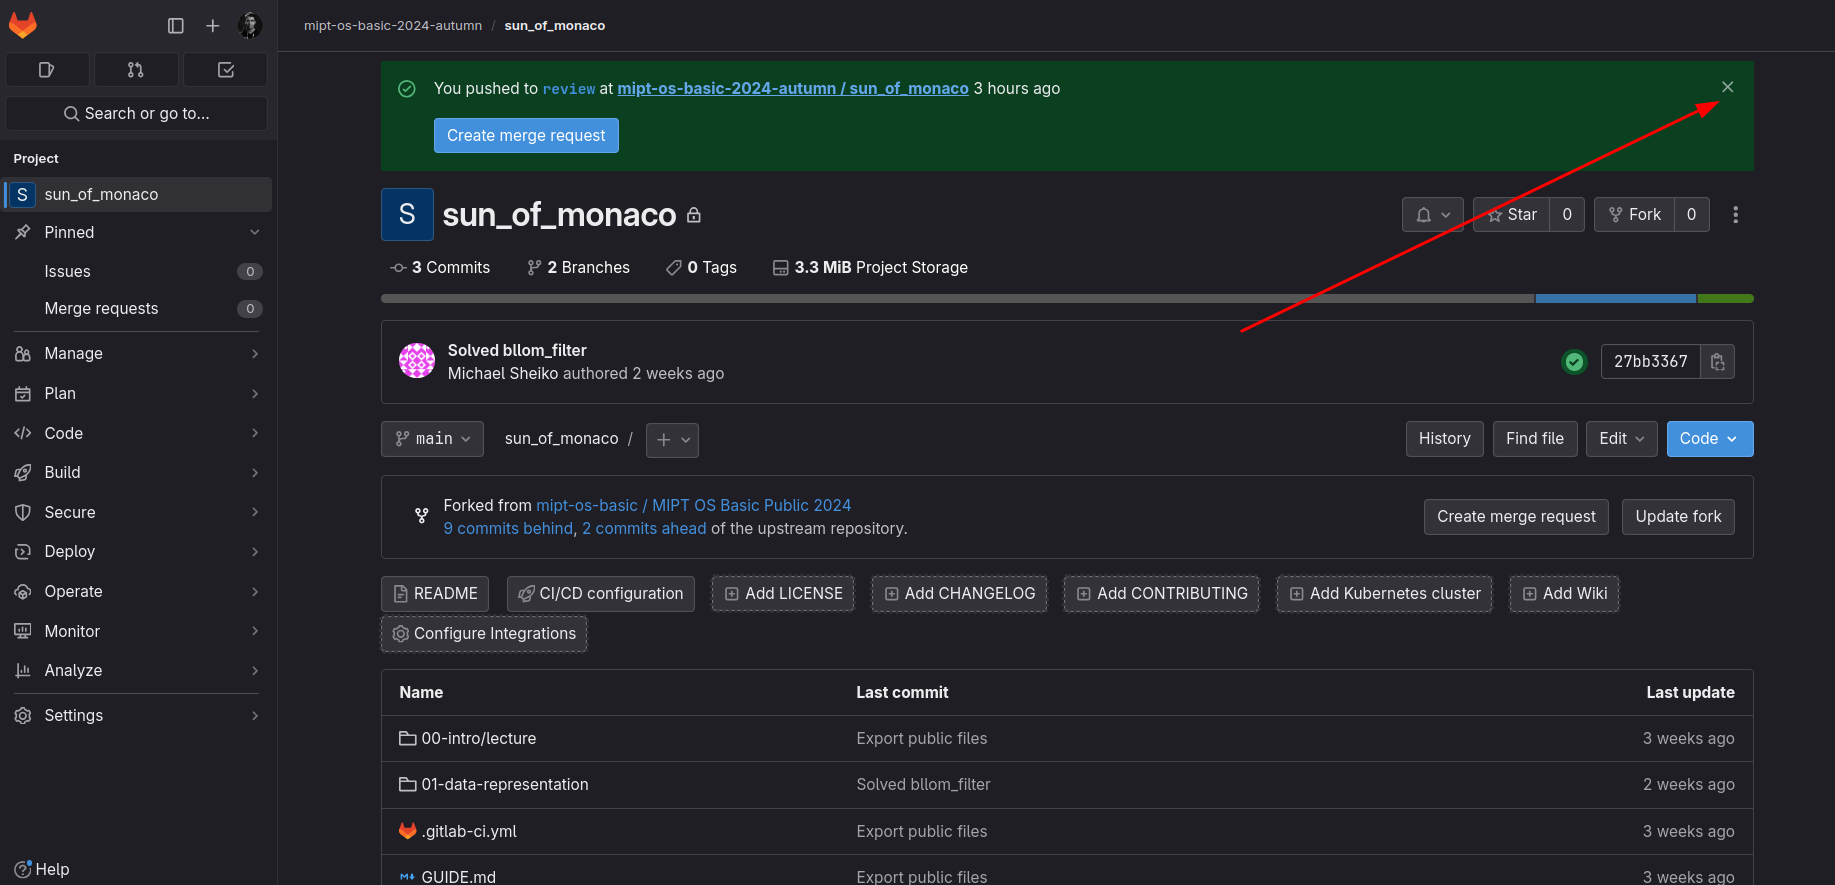 mipt-os-basic-2024-autumn / sun_of_monaco
Search or go to...
Project
S sun_of_monaco
Pinned
Issues 0
Merge requests 0
Manage
Plan
Code
Build
Secure
Deploy
Operate
Monitor
Analyze
Settings
Help
You pushed to review at mipt-os-basic-2024-autumn / sun_of_monaco 3 hours ago
Create merge request
S sun_of_monaco
Star 0 Fork 0
3 Commits 2 Branches 0 Tags 3.3 MiB Project Storage
Solved bllom_filter
Michael Sheiko authored 2 weeks ago
27bb3367
main sun_of_monaco / History Find file Edit Code
Forked from mipt-os-basic / MIPT OS Basic Public 2024
9 commits behind, 2 commits ahead of the upstream repository.
Create merge request Update fork
README CI/CD configuration Add LICENSE Add CHANGELOG Add CONTRIBUTING Add Kubernetes cluster Add Wiki
Configure Integrations
Name Last commit Last update
00-intro/lecture Export public files 3 weeks ago
01-data-representation Solved bllom_filter 2 weeks ago
.gitlab-ci.yml Export public files 3 weeks ago
GUIDE.md Export public files 3 weeks ago